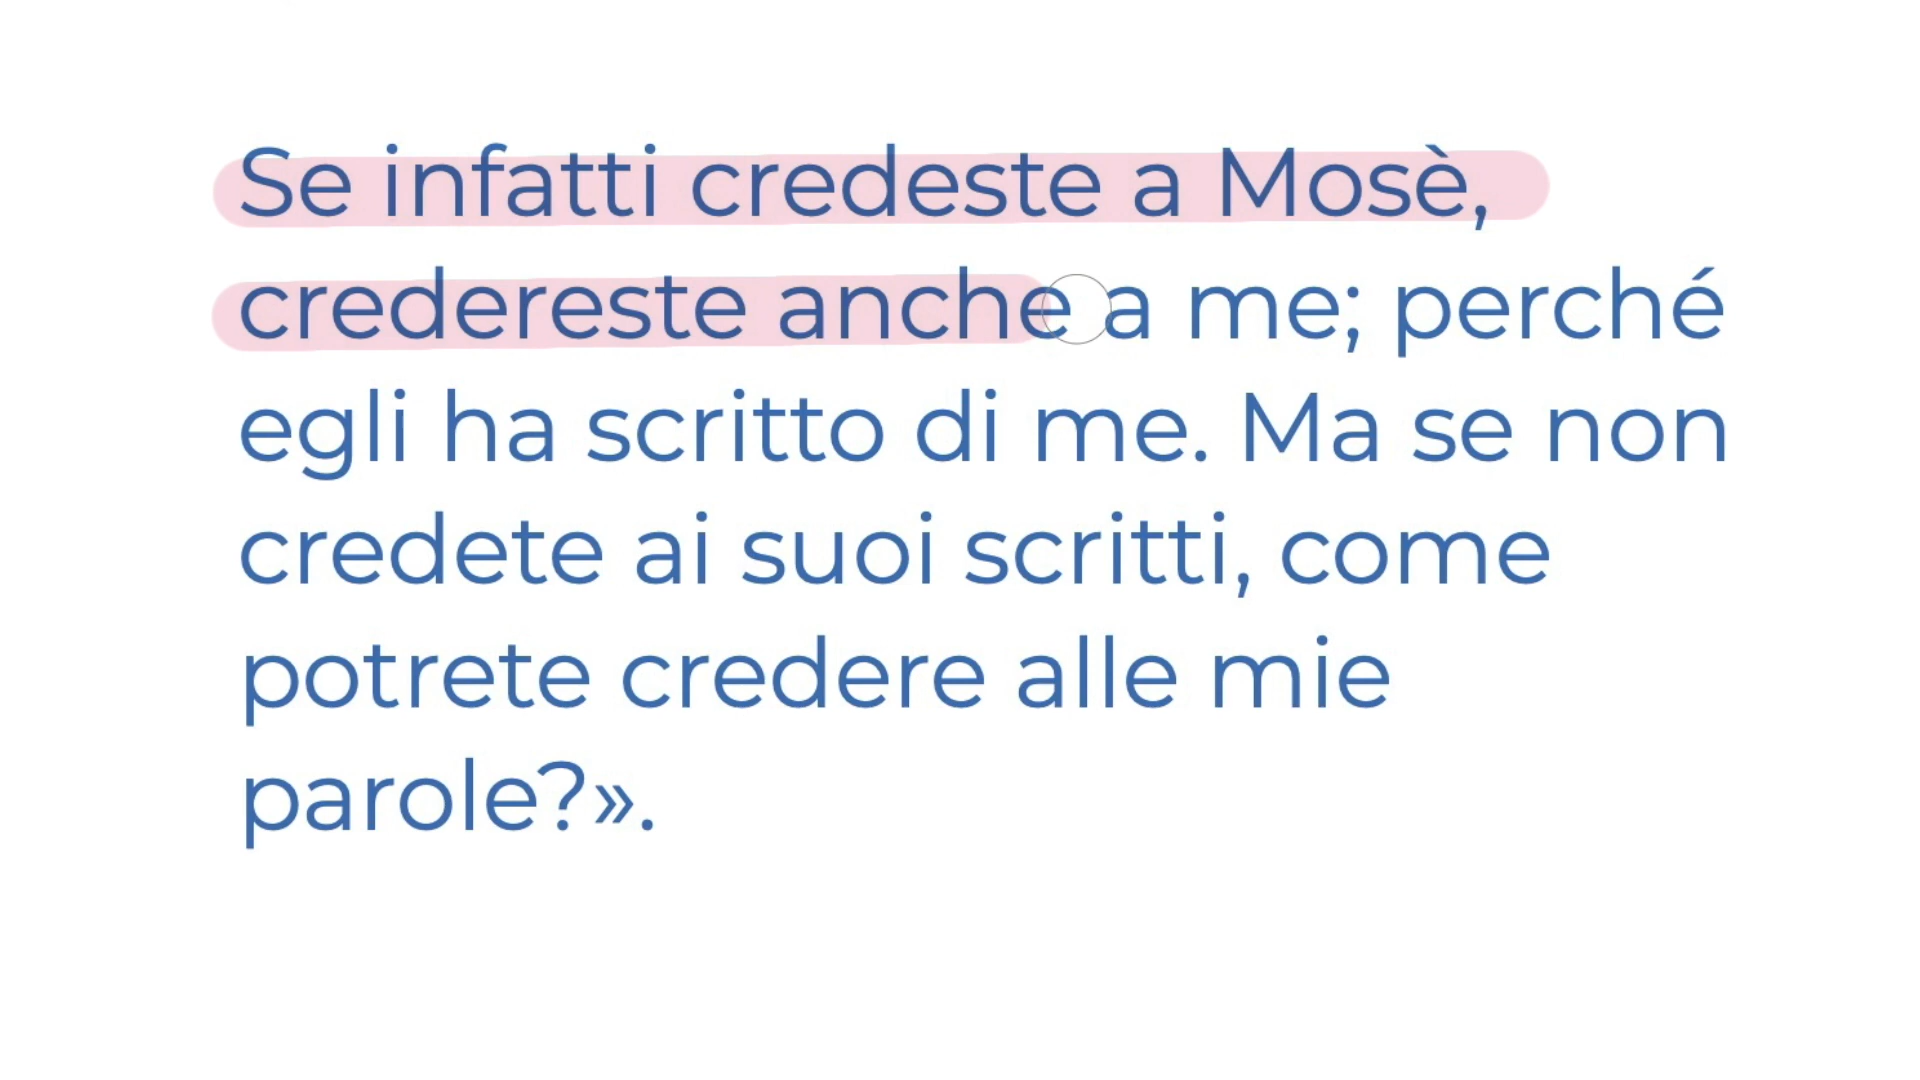 Se infatti credeste a Mosè,
credereste anche a me; perché
egli ha scritto di me. Ma se non
credete ai suoi scritti, come
potrete credere alle mie
parole?».